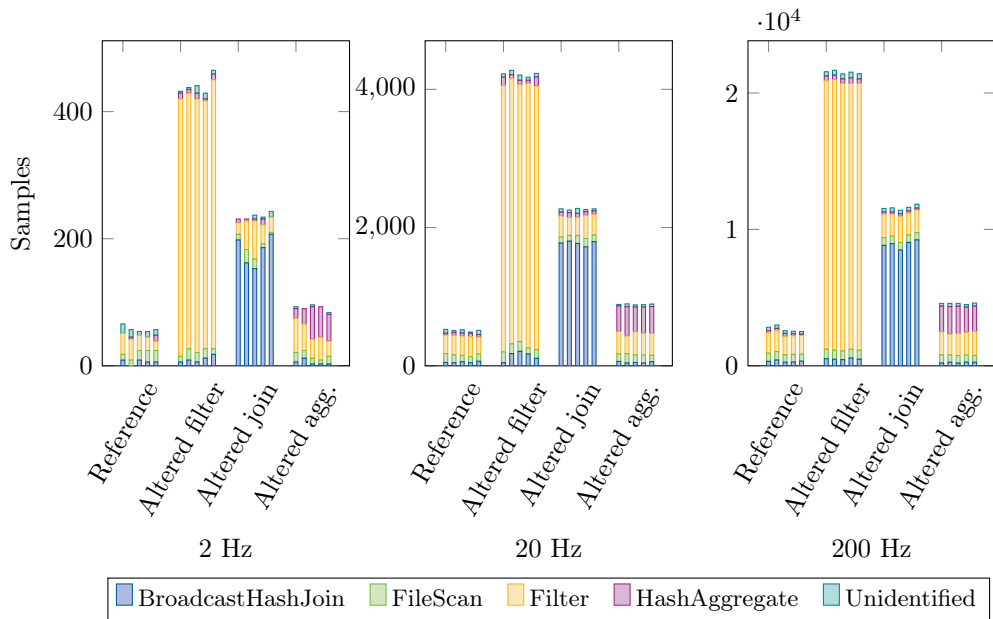 ·10⁴
Samples
400
200
0
4,000
2,000
0
2
1
0
Reference
Altered filter
Altered join
Altered agg.
Reference
Altered filter
Altered join
Altered agg.
Reference
Altered filter
Altered join
Altered agg.
2 Hz
20 Hz
200 Hz
BroadcastHashJoin FileScan Filter HashAggregate Unidentified